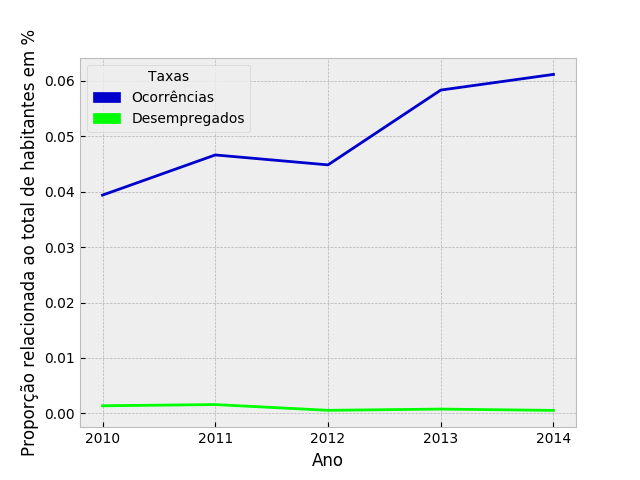 Proporção relacionada ao total de habitantes em %
0.06
0.05
0.04
0.03
0.02
0.01
0.00
Taxas
Ocorrências
Desempregados
2010 2011 2012 2013 2014
Ano